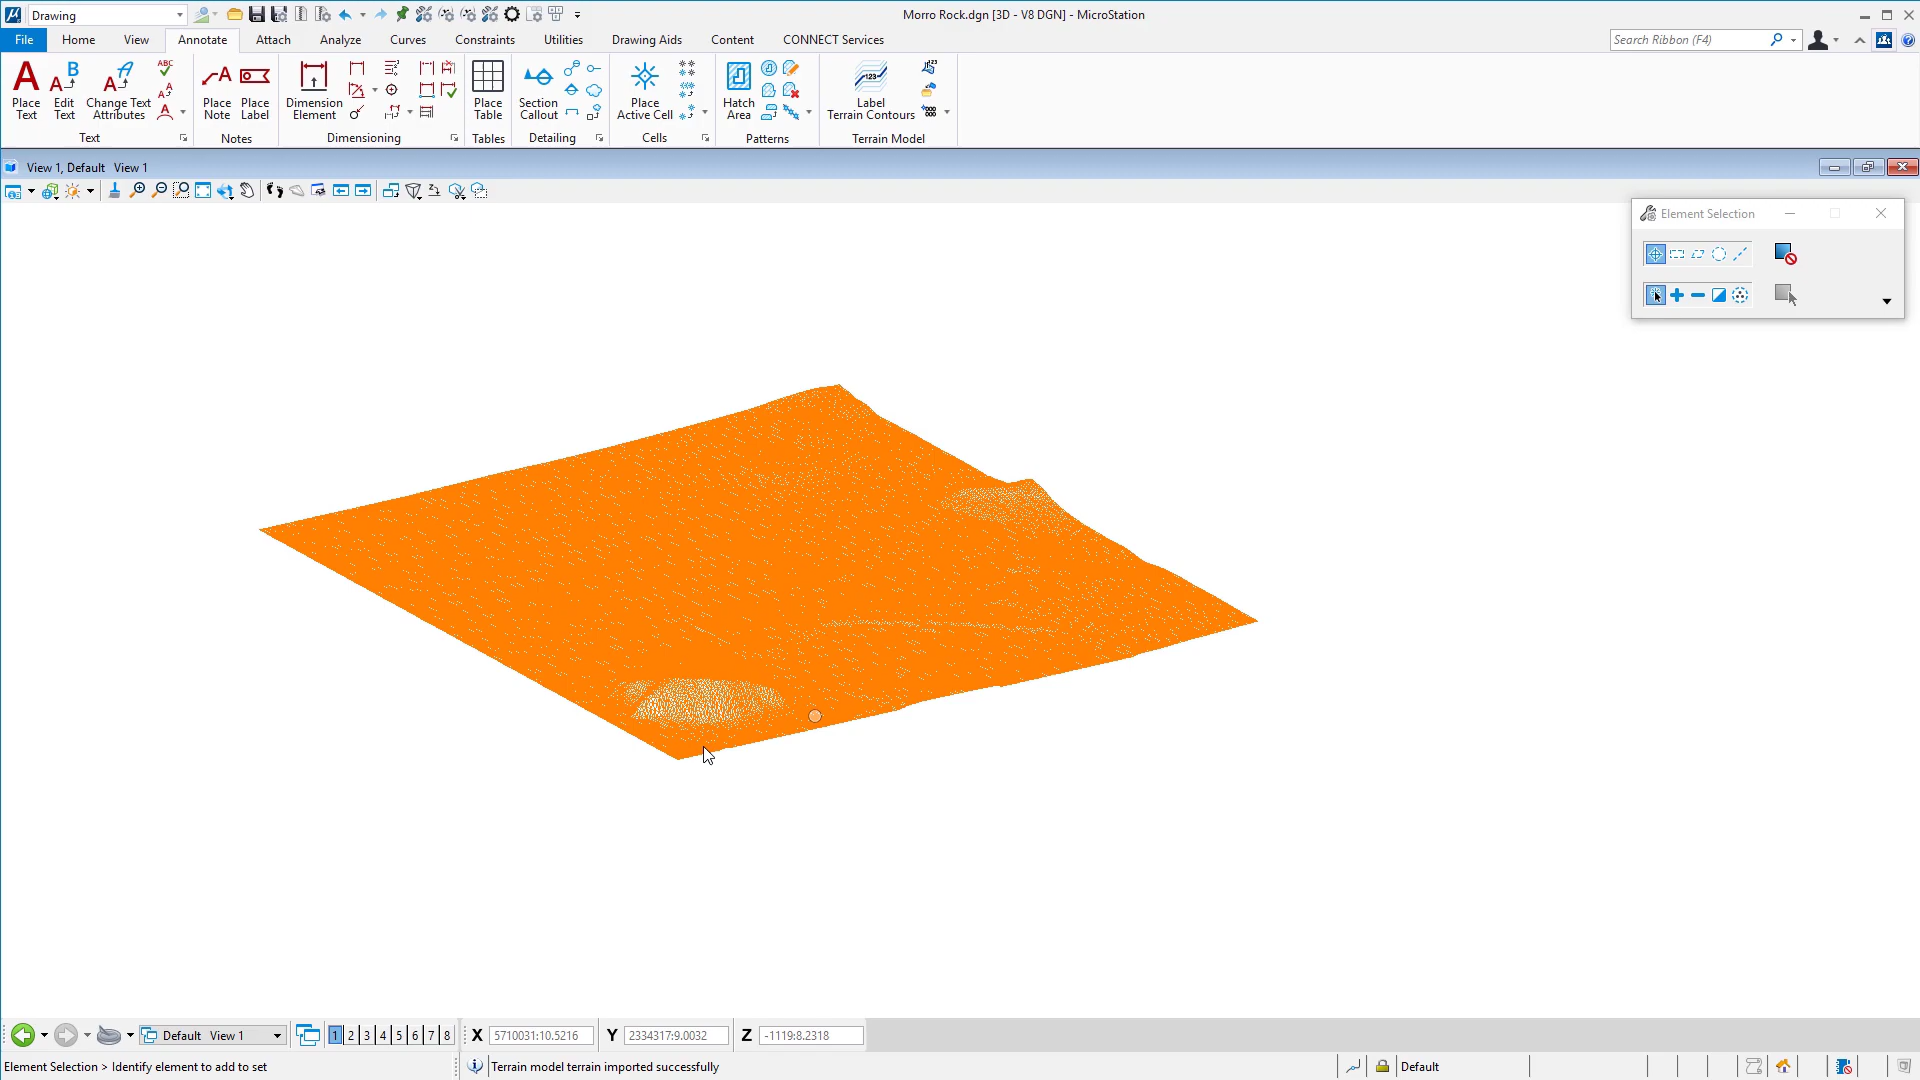 Drawing
Morro Rock.dgn [3D - V8 DGN] - MicroStation
File Home View Annotate Attach Analyze Curves Constraints Utilities Drawing Aids Content CONNECT Services
Search Ribbon (F4)
Place Text
Edit Text
Change Text Attributes
ABC
Place Note
Place Label
Dimension Element
Place Table
Section Callout
Place Active Cell
Hatch Area
Label Terrain Contours
Text Notes Dimensioning Tables Detailing Cells Patterns Terrain Model
View 1, Default View 1
Element Selection
Default View 1
1 2 3 4 5 6 7 8
X 5710031:10.5216 Y 2334317:9.0032 Z -1119:8.2318
Element Selection > Identify element to add to set
Terrain model terrain imported successfully
Default